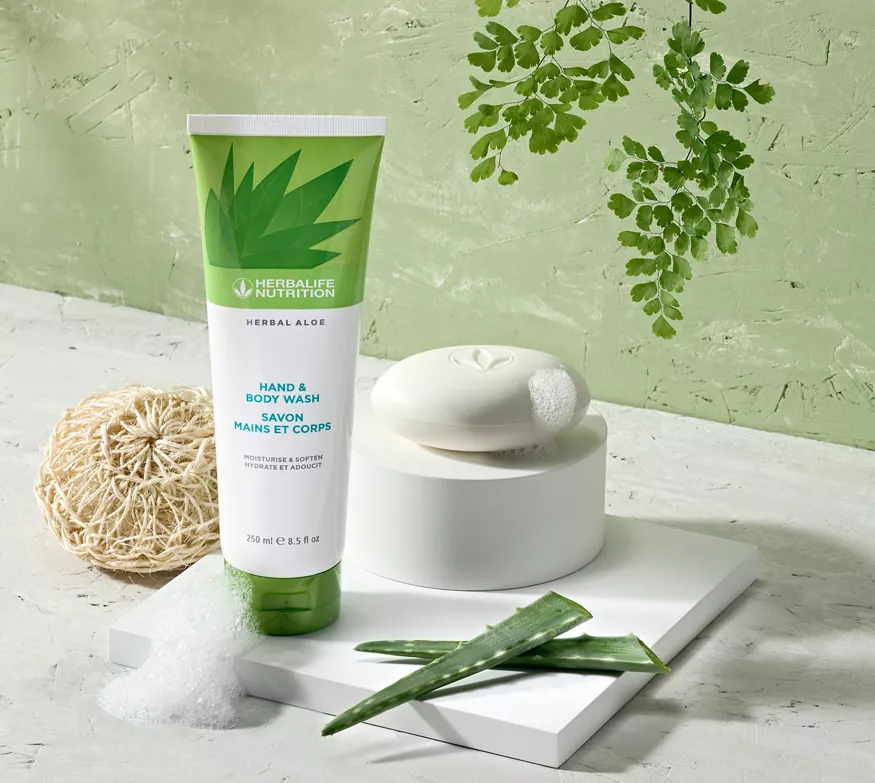 HERBALIFE
NUTRITION
HERBAL ALOE
HAND &
BODY WASH
SAVON
MAINS ET CORPS
MOISTURISE & SOFTEN
HYDRATE ET ADOUCIT
250 ml ℮ 8.5 fl oz